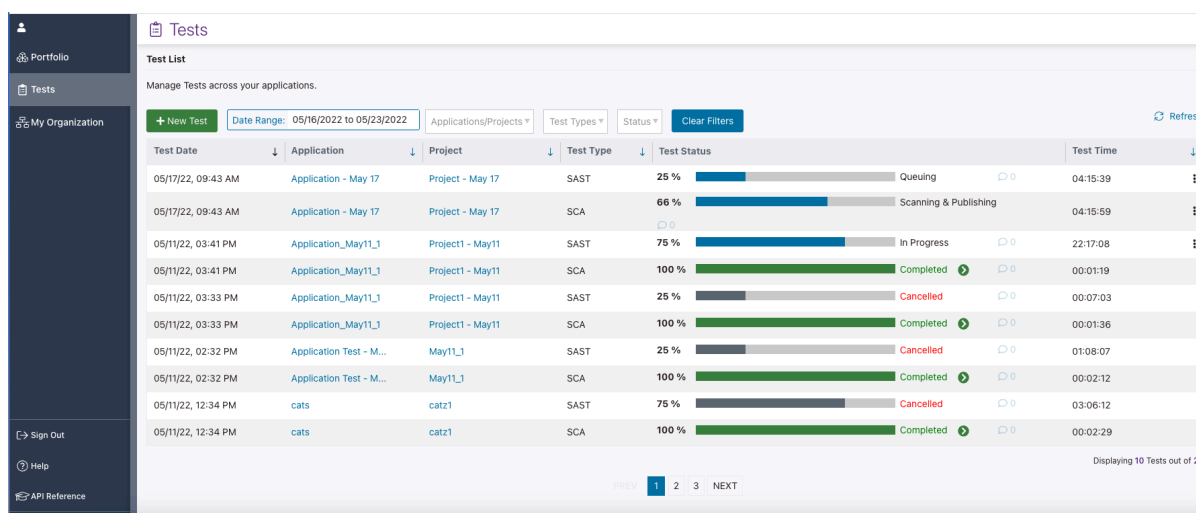 Tests
Portfolio
Test List
Tests
Manage Tests across your applications.
My Organization
+ New Test Date Range: 05/16/2022 to 05/23/2022 Applications/Projects Test Types Status Clear Filters
Test Date Application Project Test Type Test Status Test Time
05/17/22, 09:43 AM Application - May 17 Project - May 17 SAST 25 % Queuing 0 04:15:39
05/17/22, 09:43 AM Application - May 17 Project - May 17 SCA 66 % Scanning & Publishing 0 04:15:59
05/11/22, 03:41 PM Application_May11_1 Project1 - May11 SAST 75 % In Progress 0 22:17:08
05/11/22, 03:41 PM Application_May11_1 Project1 - May11 SCA 100 % Completed 0 00:01:19
05/11/22, 03:33 PM Application_May11_1 Project1 - May11 SAST 25 % Cancelled 0 00:07:03
05/11/22, 03:33 PM Application_May11_1 Project1 - May11 SCA 100 % Completed 0 00:01:36
05/11/22, 02:32 PM Application Test - M... May11_1 SAST 25 % Cancelled 0 01:08:07
05/11/22, 02:32 PM Application Test - M... May11_1 SCA 100 % Completed 0 00:02:12
05/11/22, 12:34 PM cats catz1 SAST 75 % Cancelled 0 03:06:12
05/11/22, 12:34 PM cats catz1 SCA 100 % Completed 0 00:02:29
Sign Out
Displaying 10 Tests out of
Help
PREV 1 2 3 NEXT
API Reference